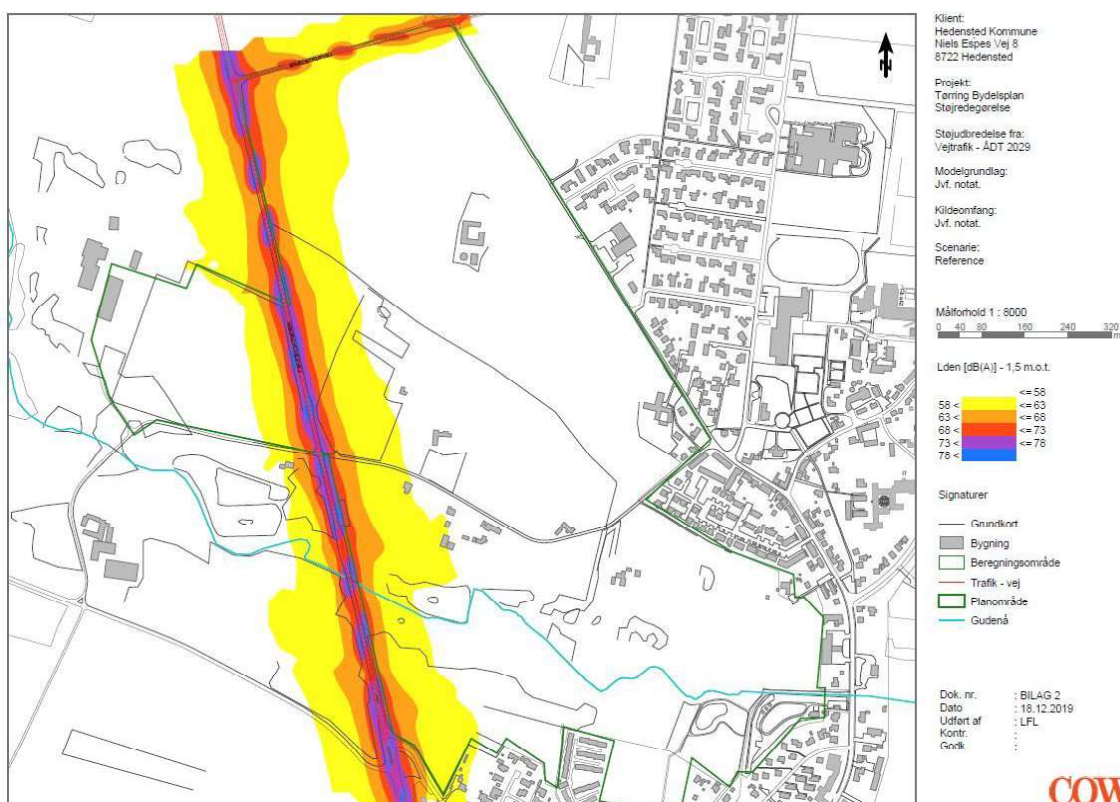 Klient:
Hedensted Kommune
Niels Espes Vej 8
8722 Hedensted
Projekt:
Tørring Bydelsplan
Støjredegørelse
Støjudbredelse fra:
Vejtrafik - ÅDT 2029
Modelgrundlag:
Jvf. notat.
Kildeomfang:
Jvf. notat.
Scenarie:
Reference
Målforhold 1 : 8000
0 40 80 160 240 320
m
Lden [dB(A)] - 1,5 m.o.t.
<= 58
58 < <= 63
63 < <= 68
68 < <= 73
73 < <= 78
78 <
Signaturer
Grundkort
Bygning
Beregningsområde
Trafik - vej
Planområde
Gudenå
Dok. nr. : BILAG 2
Dato : 18.12.2019
Udført af : LFL
Kontr. :
Godk :
COW
N